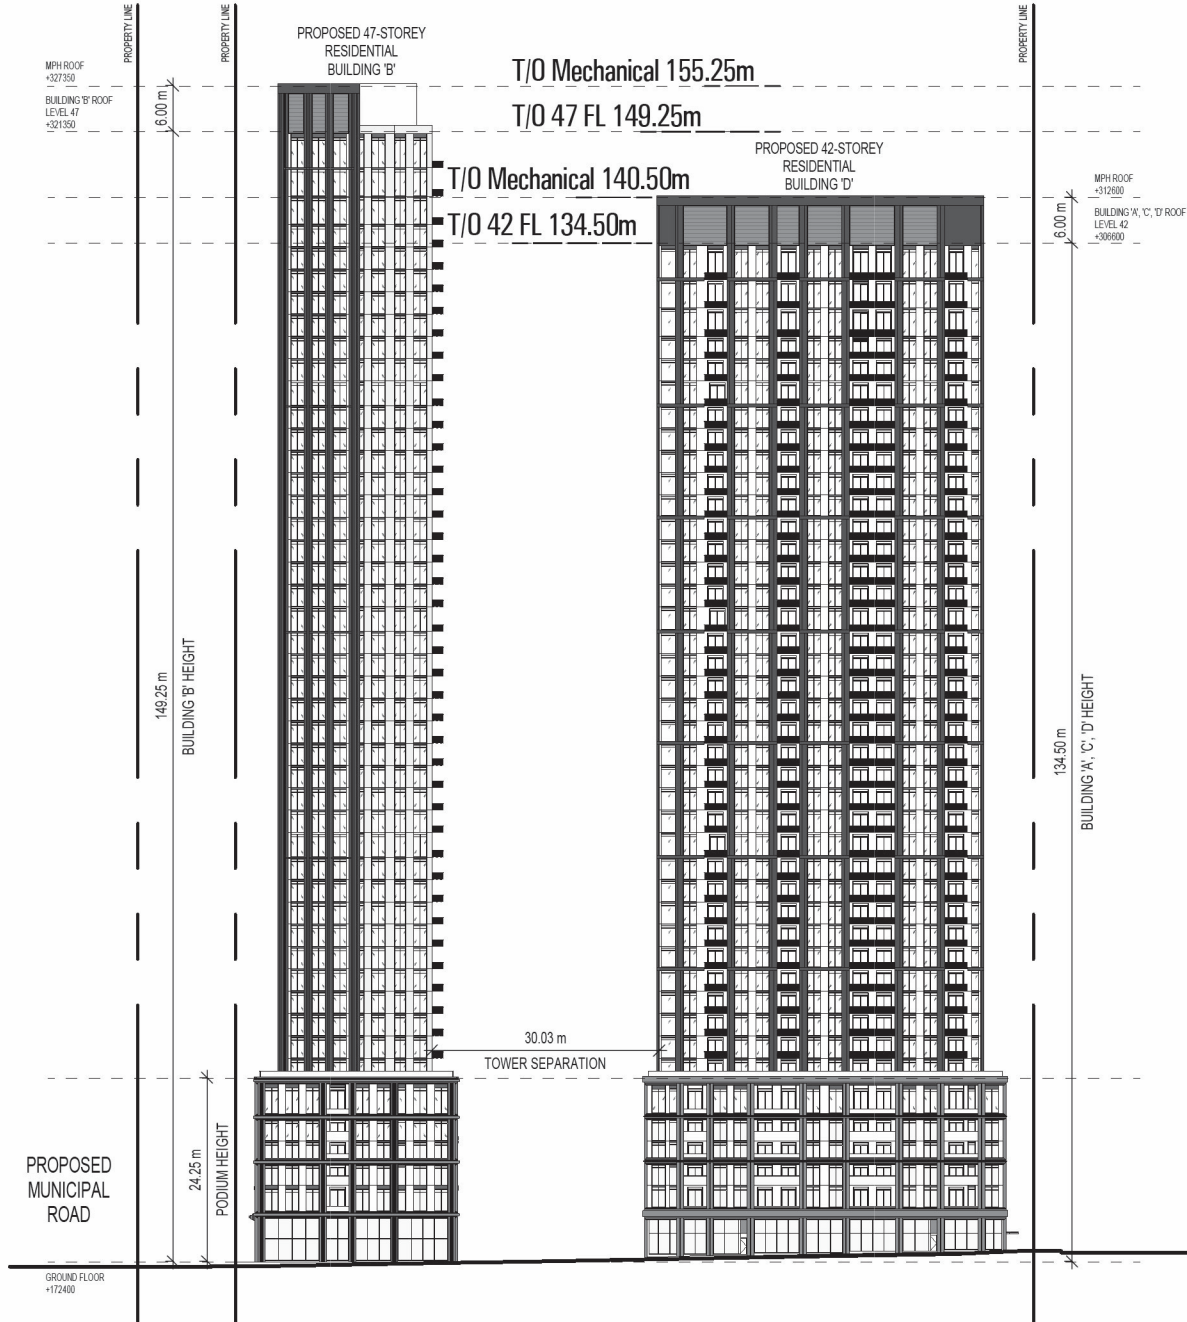 PROPERTY LINE
PROPERTY LINE
PROPERTY LINE
PROPOSED 47-STOREY
RESIDENTIAL
BUILDING 'B'
MPH ROOF
+327350
BUILDING 'B' ROOF
LEVEL 47
+321350
6.00 m
T/O Mechanical 155.25m
T/O 47 FL 149.25m
PROPOSED 42-STOREY
RESIDENTIAL
BUILDING 'D'
T/O Mechanical 140.50m
T/O 42 FL 134.50m
MPH ROOF
+312600
BUILDING 'A', 'C', 'D' ROOF
LEVEL 42
+306600
6.00 m
149.25 m
BUILDING 'B' HEIGHT
134.50 m
BUILDING 'A', 'C', 'D' HEIGHT
30.03 m
TOWER SEPARATION
24.25 m
PODIUM HEIGHT
PROPOSED
MUNICIPAL
ROAD
GROUND FLOOR
+172400